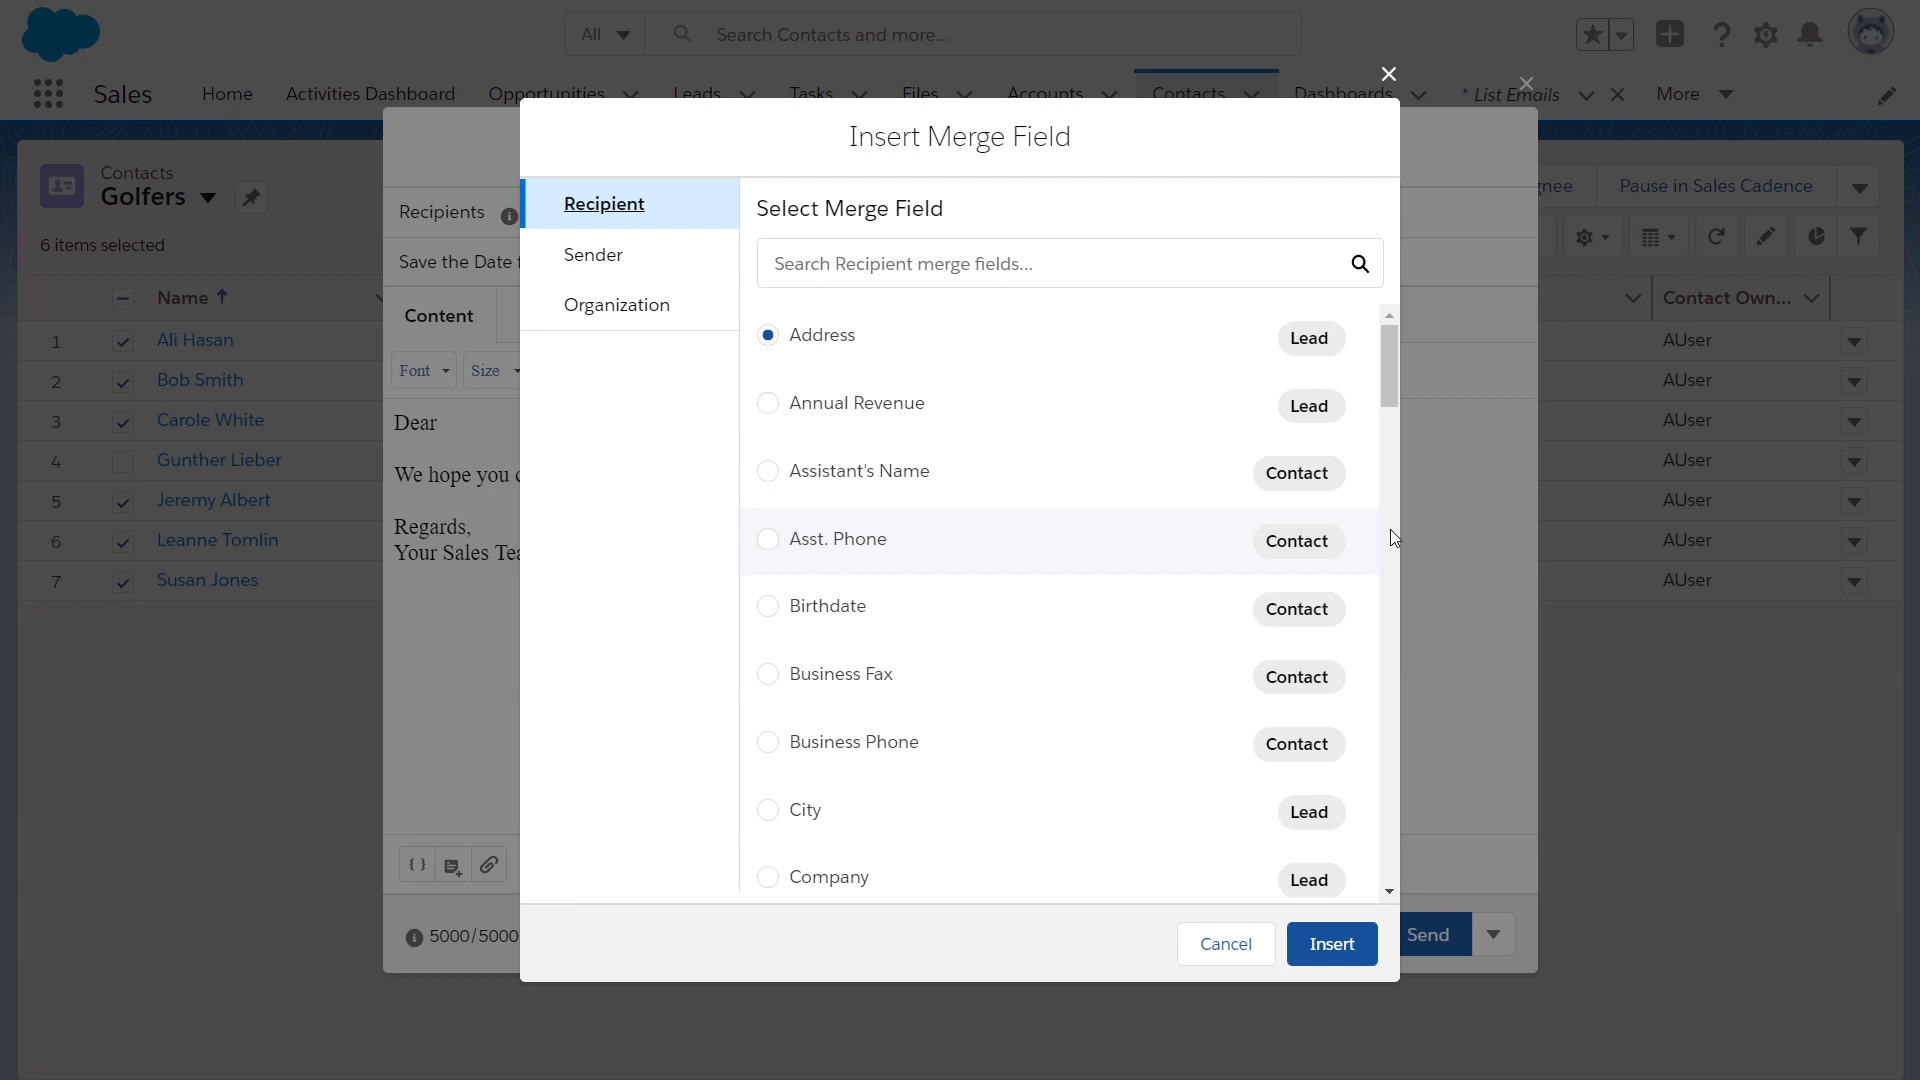 All
Search Contacts and more...
Sales
Home
Activities Dashboard
Opportunities
Leads
Tasks
Files
Accounts
Contacts
Dashboards
* List Emails
More
Contacts
Golfers
6 items selected
Pause in Sales Cadence
Name
Contact Own...
1 Ali Hasan AUser
2 Bob Smith AUser
3 Carole White AUser
4 Gunther Lieber AUser
5 Jeremy Albert AUser
6 Leanne Tomlin AUser
7 Susan Jones AUser
Recipients
Save the Date
Content
Font Size
Dear
We hope you
Regards,
Your Sales Tea
5000/5000
Send
Insert Merge Field
Recipient
Sender
Organization
Select Merge Field
Search Recipient merge fields...
Address Lead
Annual Revenue Lead
Assistant's Name Contact
Asst. Phone Contact
Birthdate Contact
Business Fax Contact
Business Phone Contact
City Lead
Company Lead
Cancel
Insert